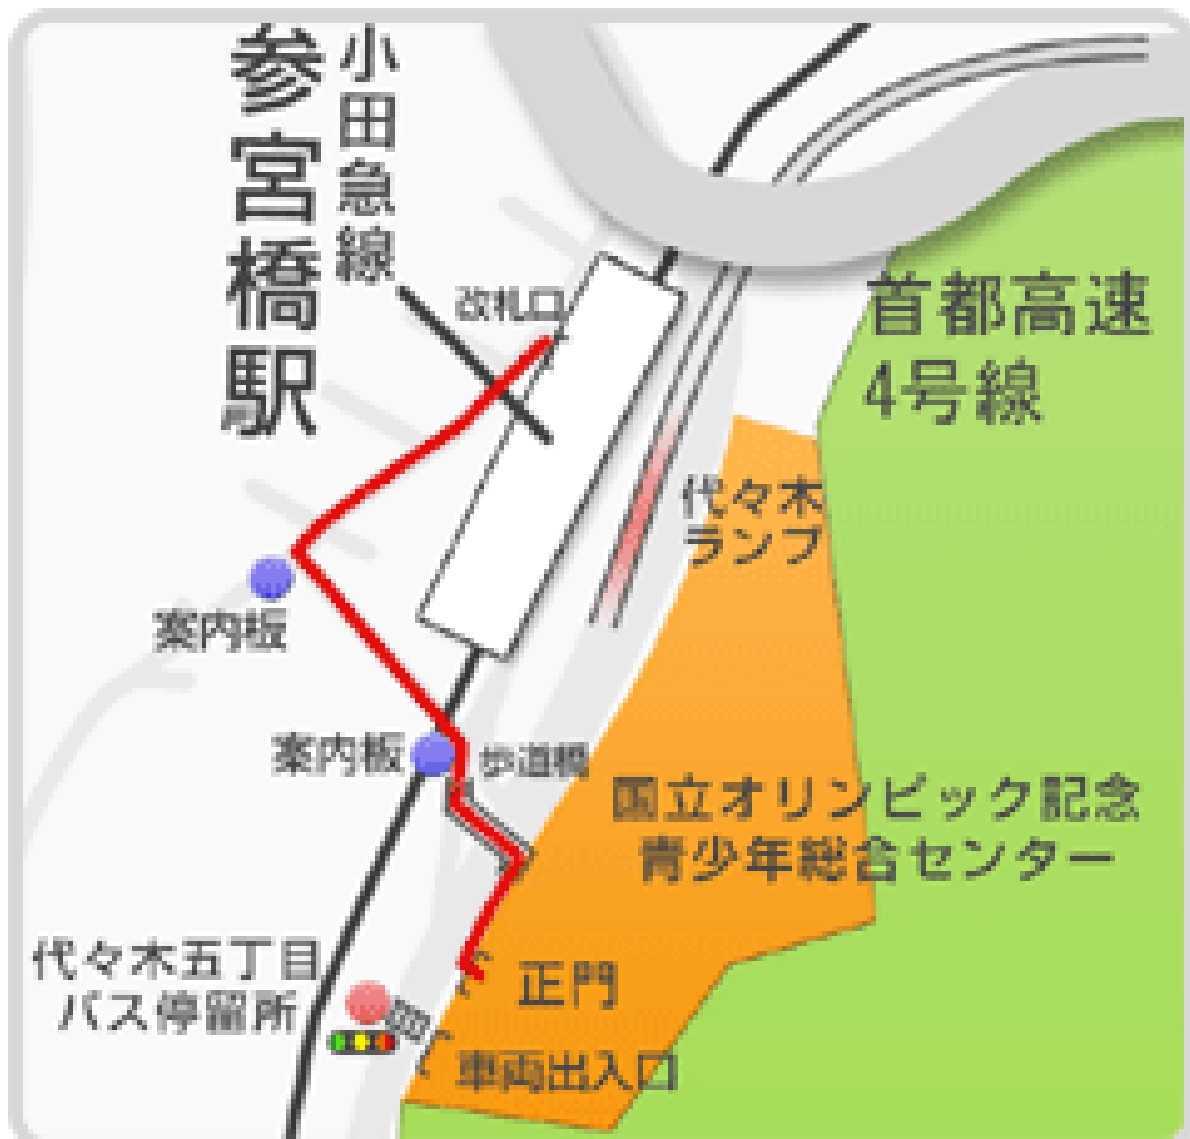 参宮橋駅
小田急線
改札口
首都高速
4号線
代々木
ランプ
案内板
案内板
歩道橋
国立オリンピック記念
青少年総合センター
代々木五丁目
バス停留所
正門
車両出入口